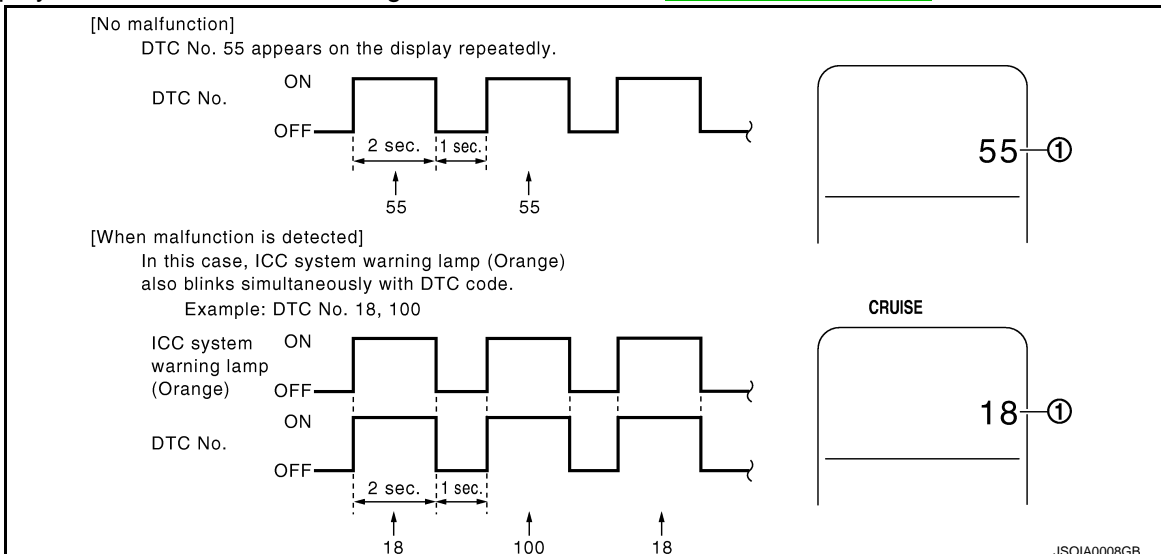 [No malfunction]
DTC No. 55 appears on the display repeatedly.
DTC No.
ON
OFF
2 sec.
1 sec.
55
55
55
1
[When malfunction is detected]
In this case, ICC system warning lamp (Orange)
also blinks simultaneously with DTC code.
Example: DTC No. 18, 100
ICC system
warning lamp
(Orange)
ON
OFF
DTC No.
ON
OFF
2 sec.
1 sec.
18
100
18
CRUISE
18
1
JSOIA0008GB